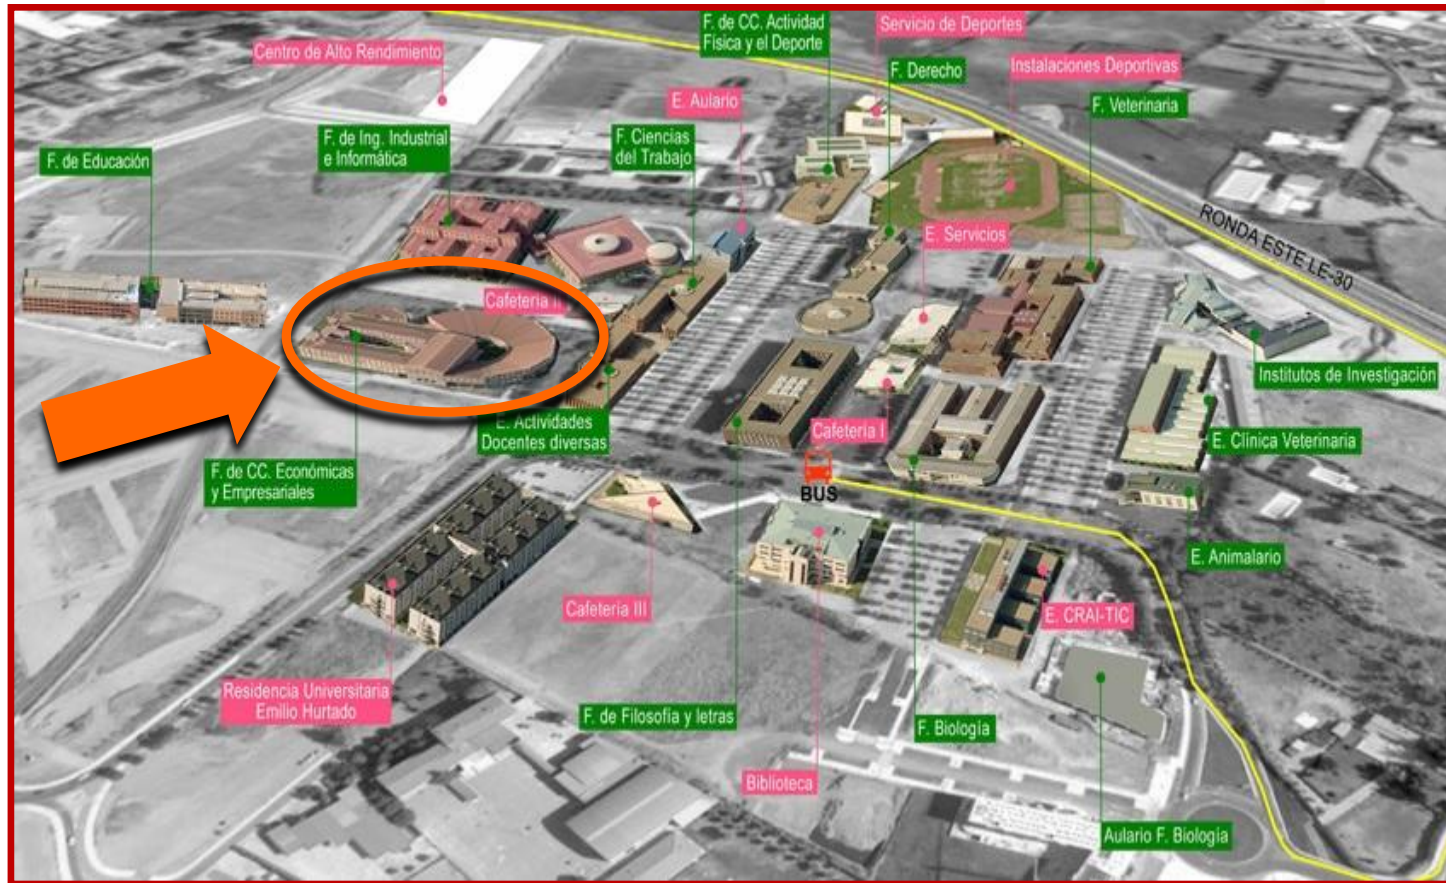 F. de CC. Actividad
Física y el Deporte
Servicio de Deportes
Centro de Alto Rendimiento
F. Derecho
Instalaciones Deportivas
E. Aulario
F. Veterinaria
F. de Ing. Industrial
e Informática
F. Ciencias
del Trabajo
F. de Educación
RONDA ESTE LE-30
E. Servicios
Cafetería II
Institutos de Investigación
E. Actividades
Docentes diversas
Cafetería I
E. Clínica Veterinaria
F. de CC. Económicas
y Empresariales
BUS
E. Animalario
Cafetería III
E. CRAI-TIC
Residencia Universitaria
Emilio Hurtado
F. de Filosofía y letras
F. Biología
Biblioteca
Aulario F. Biología